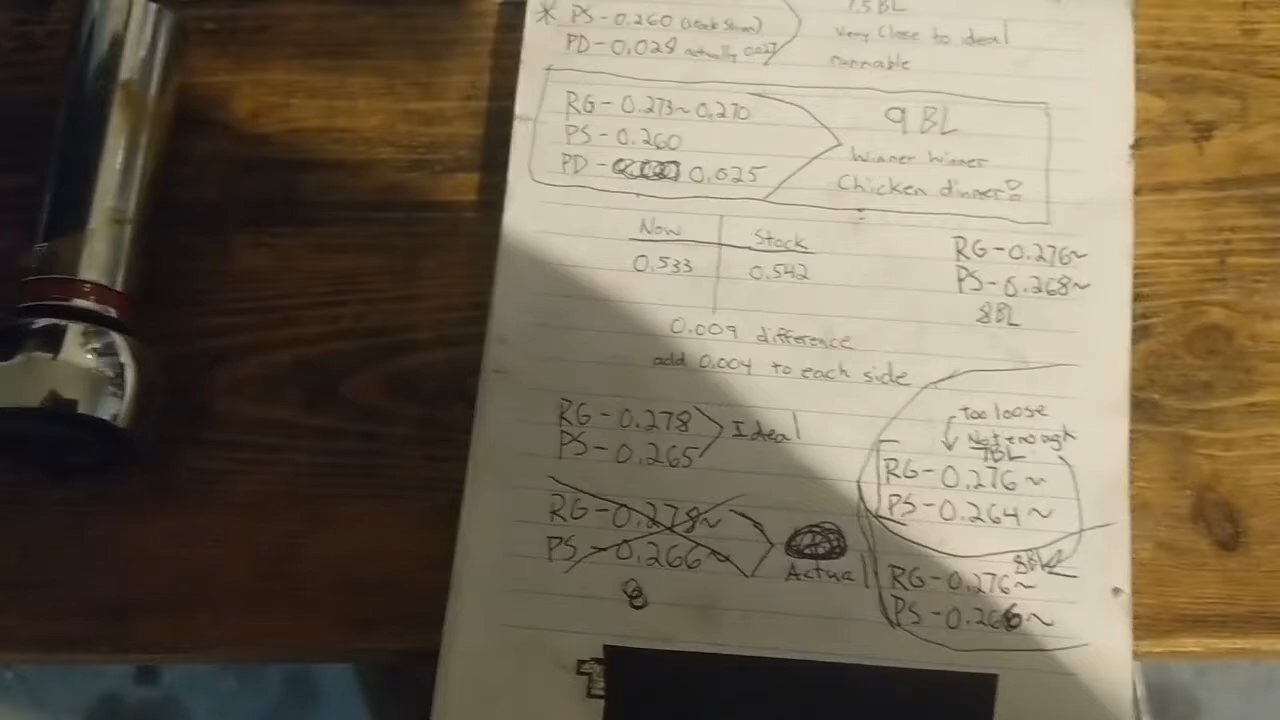 * PS-0.260 (stock shim)
PD-0.028 actually 0.027
7.5BL
Very close to ideal
runnable
RG-0.273~0.270
PS-0.260
PD- 0.025
9 BL
Winner winner
Chicken dinner!!
Now
Stock
0.533
0.542
RG-0.276~
PS-0.268~
8BL
0.009 difference
add 0.004 to each side
RG-0.278
PS-0.265
Ideal
RG-0.278~
PS-0.266~
Actual
8
Too loose
Not enough
7BL
RG-0.276~
PS-0.264~
8BL
RG-0.276~
PS-0.266~